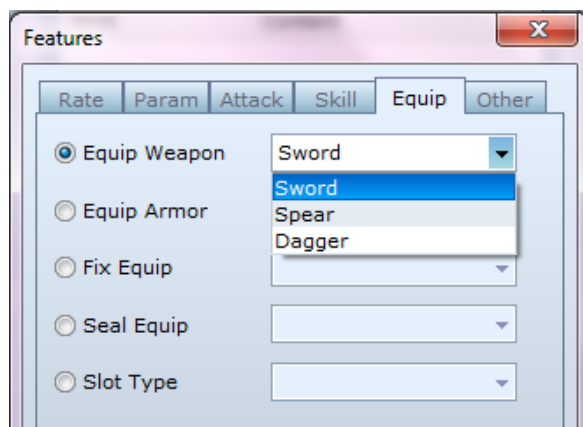 Features
Rate Param Attack Skill Equip Other
Equip Weapon Sword
Sword
Equip Armor Spear
Dagger
Fix Equip
Seal Equip
Slot Type